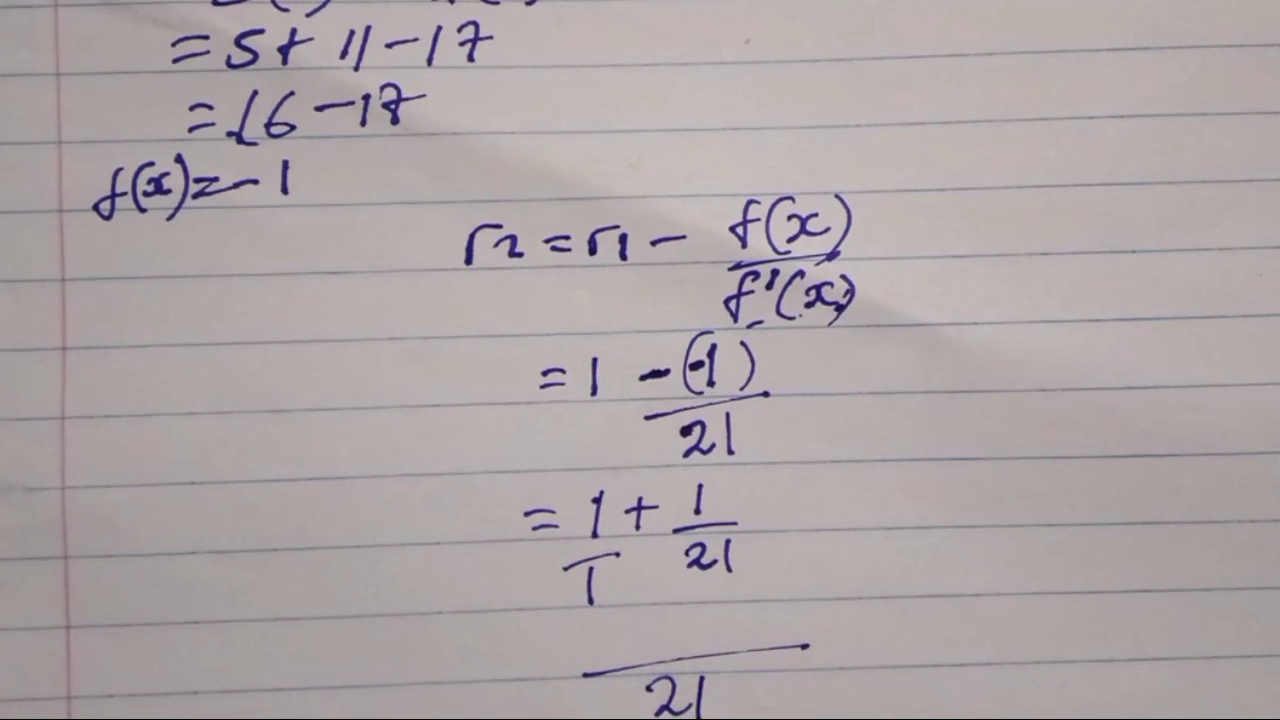 = 5 + 11 - 17
= 16 - 17
f(x) = - 1
r2 = r1 - f(x)
f'(x)
= 1 - (-1)
21
= 1 + 1
1 21
21